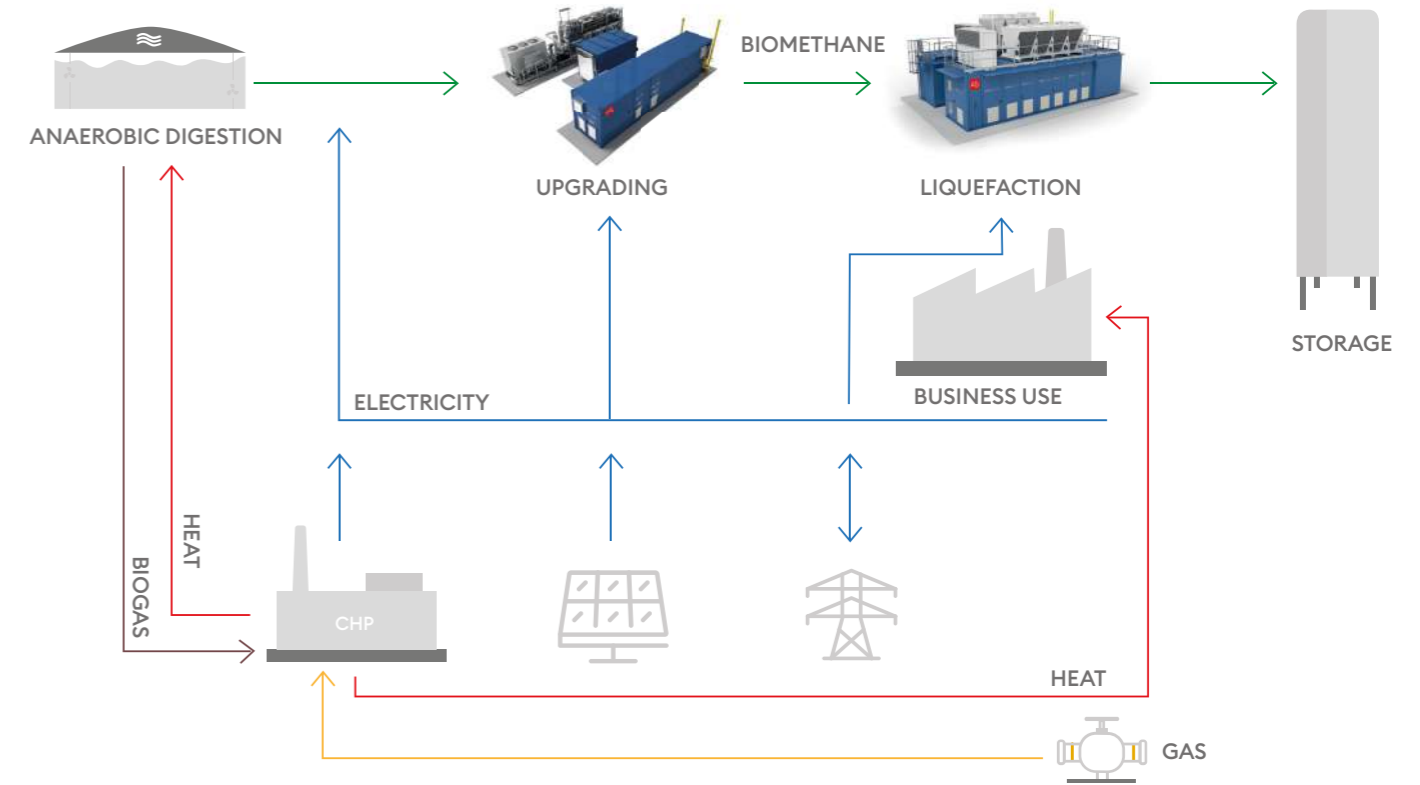 BIOMETHANE
ANAEROBIC DIGESTION
UPGRADING
LIQUEFACTION
STORAGE
ELECTRICITY
BUSINESS USE
HEAT
BIOGAS
CHP
HEAT
GAS